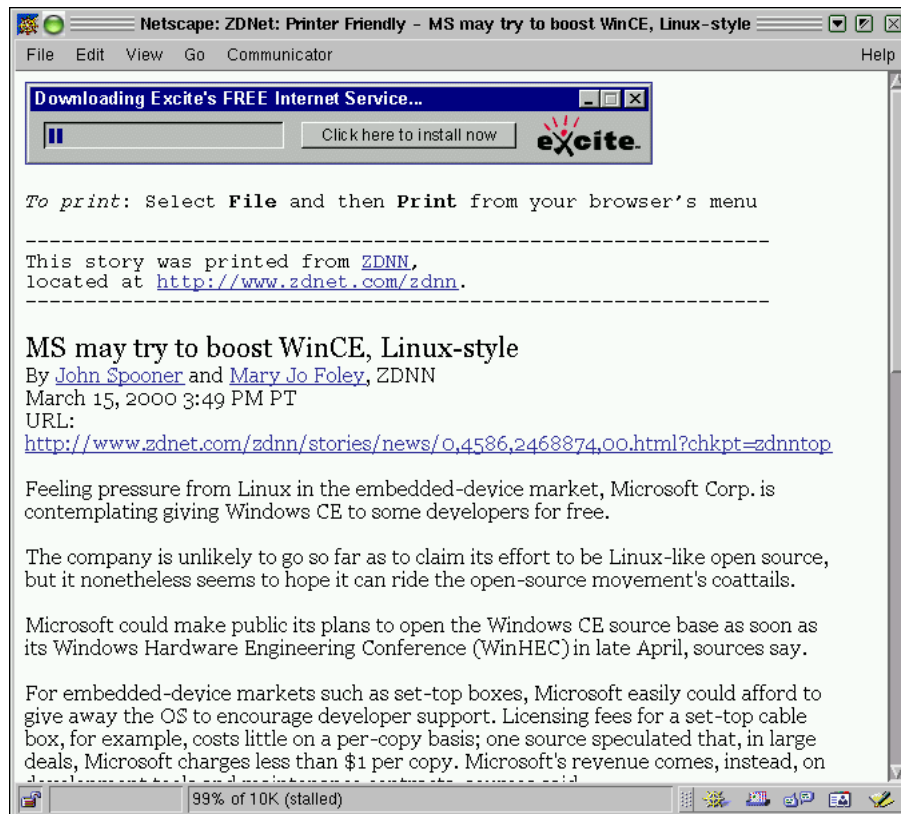 Netscape: ZDNet: Printer Friendly - MS may try to boost WinCE, Linux-style
File Edit View Go Communicator Help
Downloading Excite's FREE Internet Service...
Click here to install now
excite
To print: Select File and then Print from your browser's menu
--------------------------------------------------------------
This story was printed from ZDNN,
located at http://www.zdnet.com/zdnn.
--------------------------------------------------------------
MS may try to boost WinCE, Linux-style
By John Spooner and Mary Jo Foley, ZDNN
March 15, 2000 3:49 PM PT
URL:
http://www.zdnet.com/zdnn/stories/news/0,4586,2468874,00.html?chkpt=zdnntop
Feeling pressure from Linux in the embedded-device market, Microsoft Corp. is
contemplating giving Windows CE to some developers for free.
The company is unlikely to go so far as to claim its effort to be Linux-like open source,
but it nonetheless seems to hope it can ride the open-source movement's coattails.
Microsoft could make public its plans to open the Windows CE source base as soon as
its Windows Hardware Engineering Conference (WinHEC) in late April, sources say.
For embedded-device markets such as set-top boxes, Microsoft easily could afford to
give away the OS to encourage developer support. Licensing fees for a set-top cable
box, for example, costs little on a per-copy basis; one source speculated that, in large
deals, Microsoft charges less than $1 per copy. Microsoft's revenue comes, instead, on
development tools and maintenance contracts, sources said.
99% of 10K (stalled)